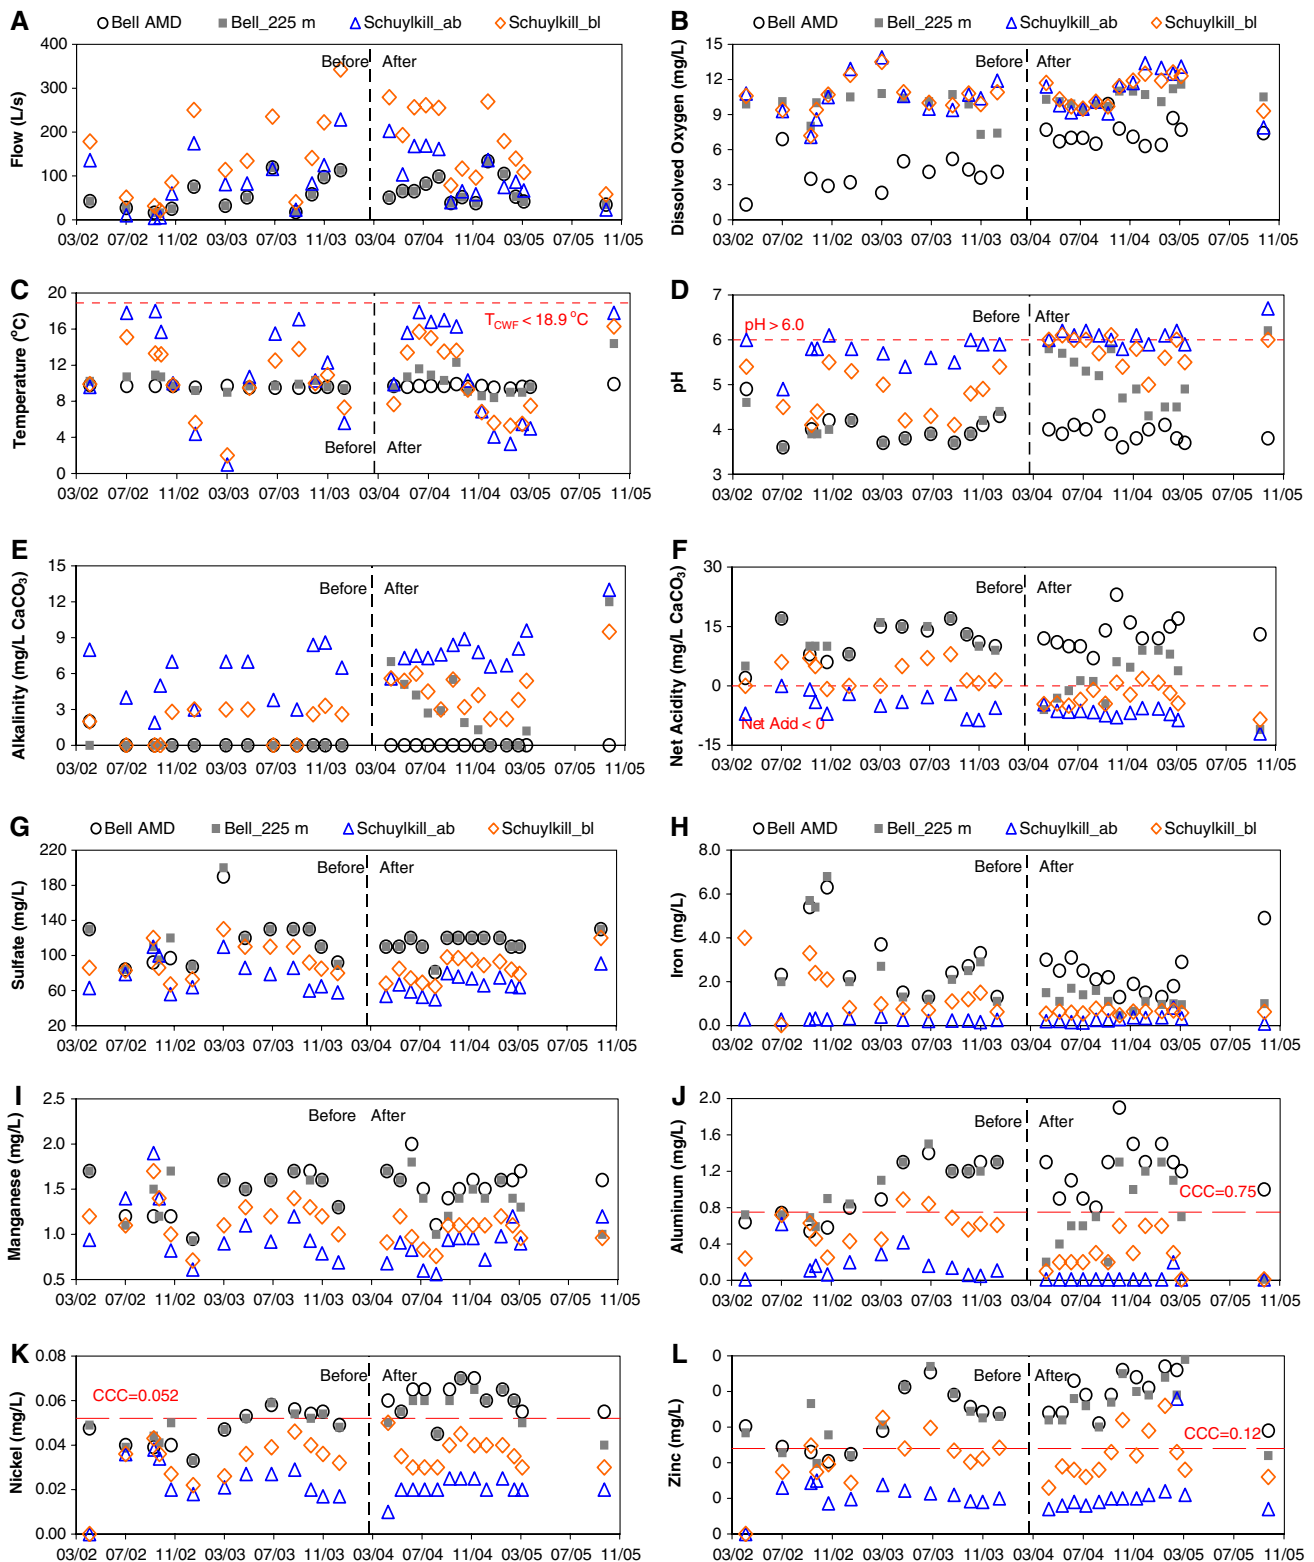 A
Bell AMD Bell_225 m Schuylkill_ab Schuylkill_bl
Flow (L/s)
400
300
200
100
0
Before After
03/02 07/02 11/02 03/03 07/03 11/03 03/04 07/04 11/04 03/05 07/05 11/05
B
Bell AMD Bell_225 m Schuylkill_ab Schuylkill_bl
Dissolved Oxygen (mg/L)
15
12
9
6
3
0
Before After
03/02 07/02 11/02 03/03 07/03 11/03 03/04 07/04 11/04 03/05 07/05 11/05
C
Temperature (°C)
20
16
12
8
4
0
T CWF < 18.9 °C
Before After
03/02 07/02 11/02 03/03 07/03 11/03 03/04 07/04 11/04 03/05 07/05 11/05
D
pH
7
6
5
4
3
Before After
pH > 6.0
03/02 07/02 11/02 03/03 07/03 11/03 03/04 07/04 11/04 03/05 07/05 11/05
E
Alkalinity (mg/L CaCO3)
15
12
9
6
3
0
Before After
03/02 07/02 11/02 03/03 07/03 11/03 03/04 07/04 11/04 03/05 07/05 11/05
F
Net Acidity (mg/L CaCO3)
30
15
0
-15
Before After
Net Acid < 0
03/02 07/02 11/02 03/03 07/03 11/03 03/04 07/04 11/04 03/05 07/05 11/05
G
Bell AMD Bell_225 m Schuylkill_ab Schuylkill_bl
Sulfate (mg/L)
220
180
140
100
60
20
Before After
03/02 07/02 11/02 03/03 07/03 11/03 03/04 07/04 11/04 03/05 07/05 11/05
H
Bell AMD Bell_225 m Schuylkill_ab Schuylkill_bl
Iron (mg/L)
8.0
6.0
4.0
2.0
0.0
Before After
03/02 07/02 11/02 03/03 07/03 11/03 03/04 07/04 11/04 03/05 07/05 11/05
I
Manganese (mg/L)
2.5
2.0
1.5
1.0
0.5
Before After
03/02 07/02 11/02 03/03 07/03 11/03 03/04 07/04 11/04 03/05 07/05 11/05
J
Aluminum (mg/L)
2.0
1.6
1.2
0.8
0.4
0.0
Before After
CCC=0.75
03/02 07/02 11/02 03/03 07/03 11/03 03/04 07/04 11/04 03/05 07/05 11/05
K
Nickel (mg/L)
0.08
0.06
0.04
0.02
0.00
Before After
CCC=0.052
03/02 07/02 11/02 03/03 07/03 11/03 03/04 07/04 11/04 03/05 07/05 11/05
L
Zinc (mg/L)
0
0
0
0
0
0
Before After
CCC=0.12
03/02 07/02 11/02 03/03 07/03 11/03 03/04 07/04 11/04 03/05 07/05 11/05